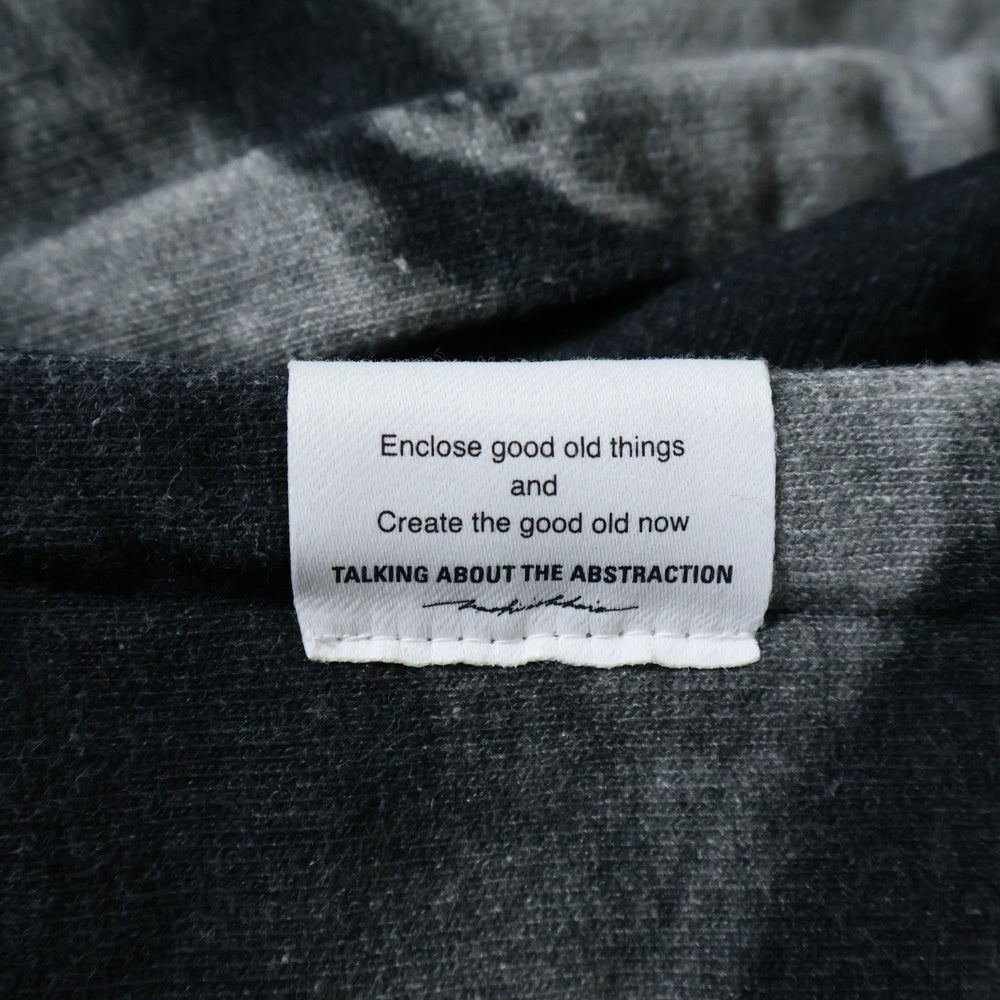 Enclose good old things
and
Create the good old now
TALKING ABOUT THE ABSTRACTION